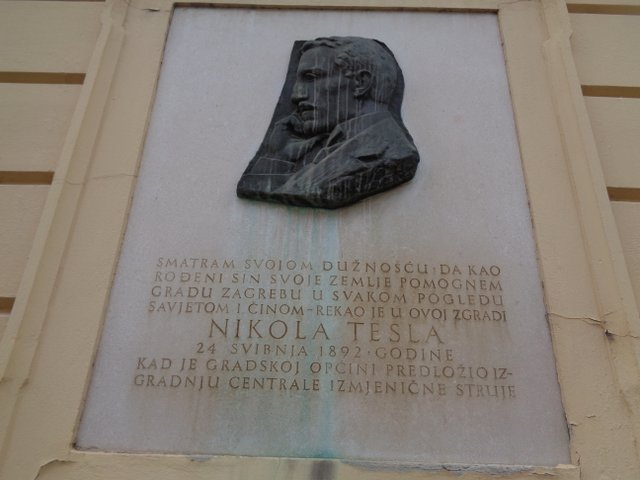 SMATRAM SVOJOM DUŽNOŠĆU·DA KAO
ROĐENI SIN SVOJE ZEMLJE POMOGNEM
GRADU ZAGREBU U SVAKOM POGLEDU
SAVJETOM I ČINOM-REKAO JE U OVOJ ZGRADI
NIKOLA TESLA
24 SVIBNJA 1892·GODINE
KAD JE GRADSKOJ OPĆINI PREDLOŽIO IZ-
GRADNJU CENTRALE IZMJENIČNE STRUJE